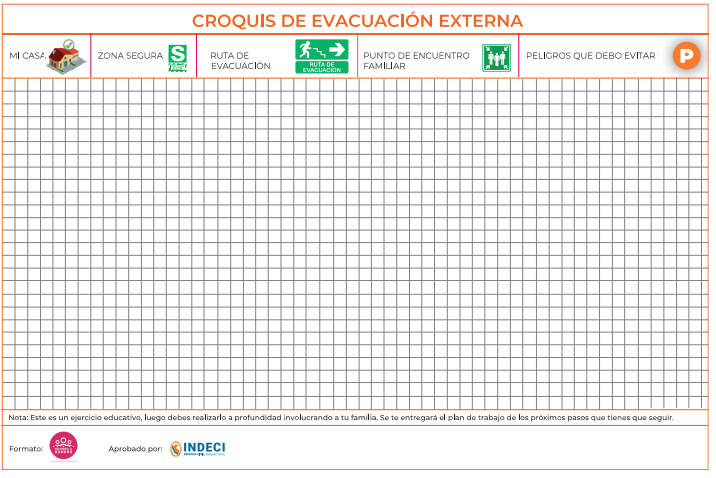 CROQUIS DE EVACUACIÓN EXTERNA
MI CASA
ZONA SEGURA
S
RUTA DE
EVACUACIÓN
RUTA DE
EVACUACIÓN
PUNTO DE ENCUENTRO
FAMILIAR
PELIGROS QUE DEBO EVITAR
P
Nota: Este es un ejercicio educativo, luego debes realizarlo a profundidad involucrando a tu familia. Se te entregará el plan de trabajo de los próximos pasos que tienes que seguir.
Formato:
Aprobado por:
INDECI